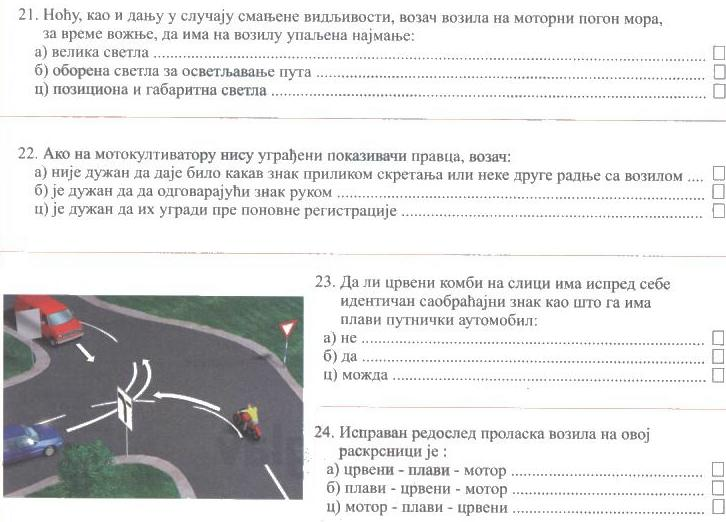 21. Ноћу, као и дању у случају смањене видљивости, возач возила на моторни погон мора,
за време вожње, да има на возилу упаљена најмање:
а) велика светла
б) оборена светла за осветљавање пута
ц) позициона и габаритна светла
22. Ако на мотокултиватору нису уграђени показивачи правца, возач:
а) није дужан да даје било какав знак приликом скретања или неке друге радње са возилом
б) је дужан да да одговарајући знак руком
ц) је дужан да их угради пре поновне регистрације
23. Да ли црвени комби на слици има испред себе
идентичан саобраћајни знак као што га има
плави путнички аутомобил:
а) не
б) да
ц) можда
24. Исправан редослед проласка возила на овој
раскрсници је :
а) црвени - плави - мотор
б) плави - црвени - мотор
ц) мотор - плави - црвени